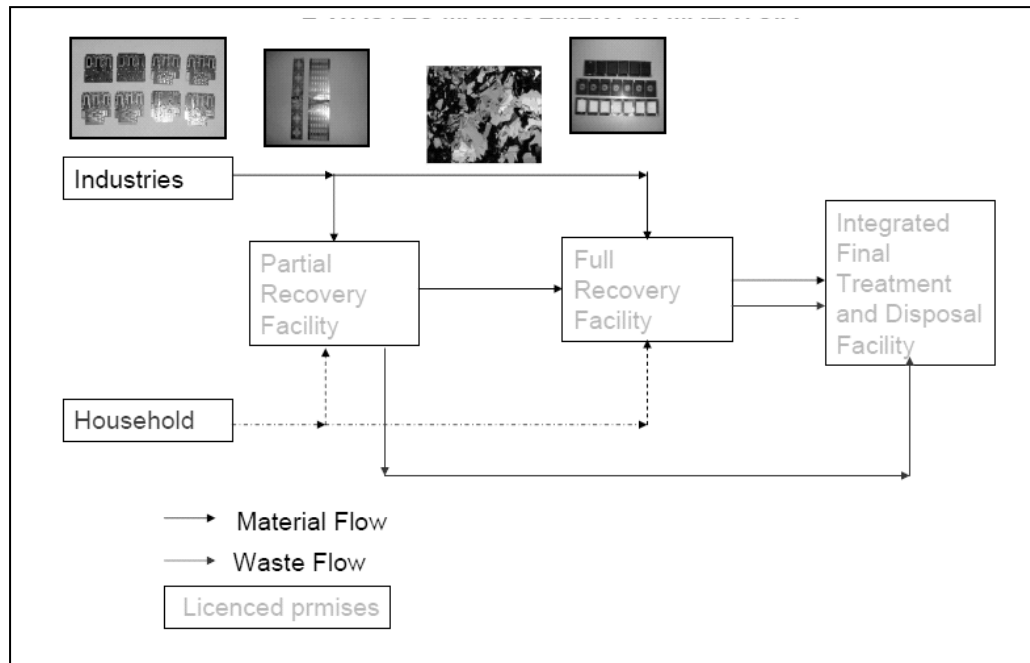 Industries
Partial
Recovery
Facility
Full
Recovery
Facility
Integrated
Final
Treatment
and Disposal
Facility
Household
Material Flow
Waste Flow
Licenced prmises